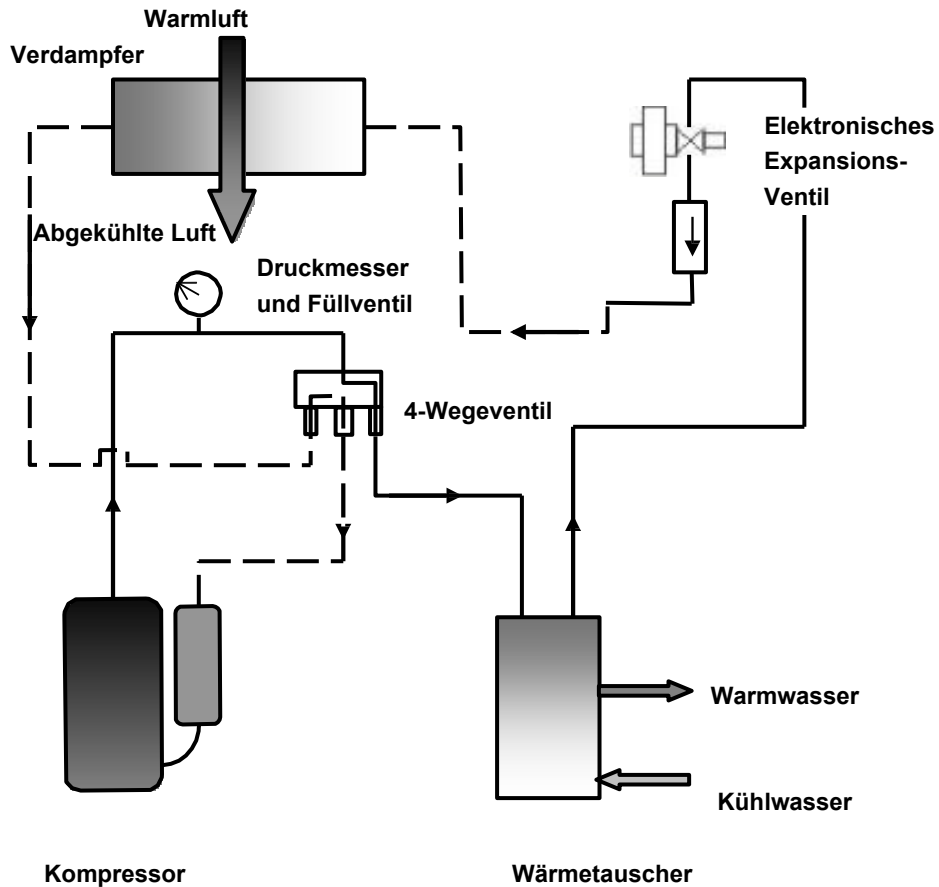 Warmluft
Verdampfer
Elektronisches
Expansions-
Ventil
Abgekühlte Luft
Druckmesser
und Füllventil
4-Wegeventil
Warmwasser
Kühlwasser
Kompressor
Wärmetauscher